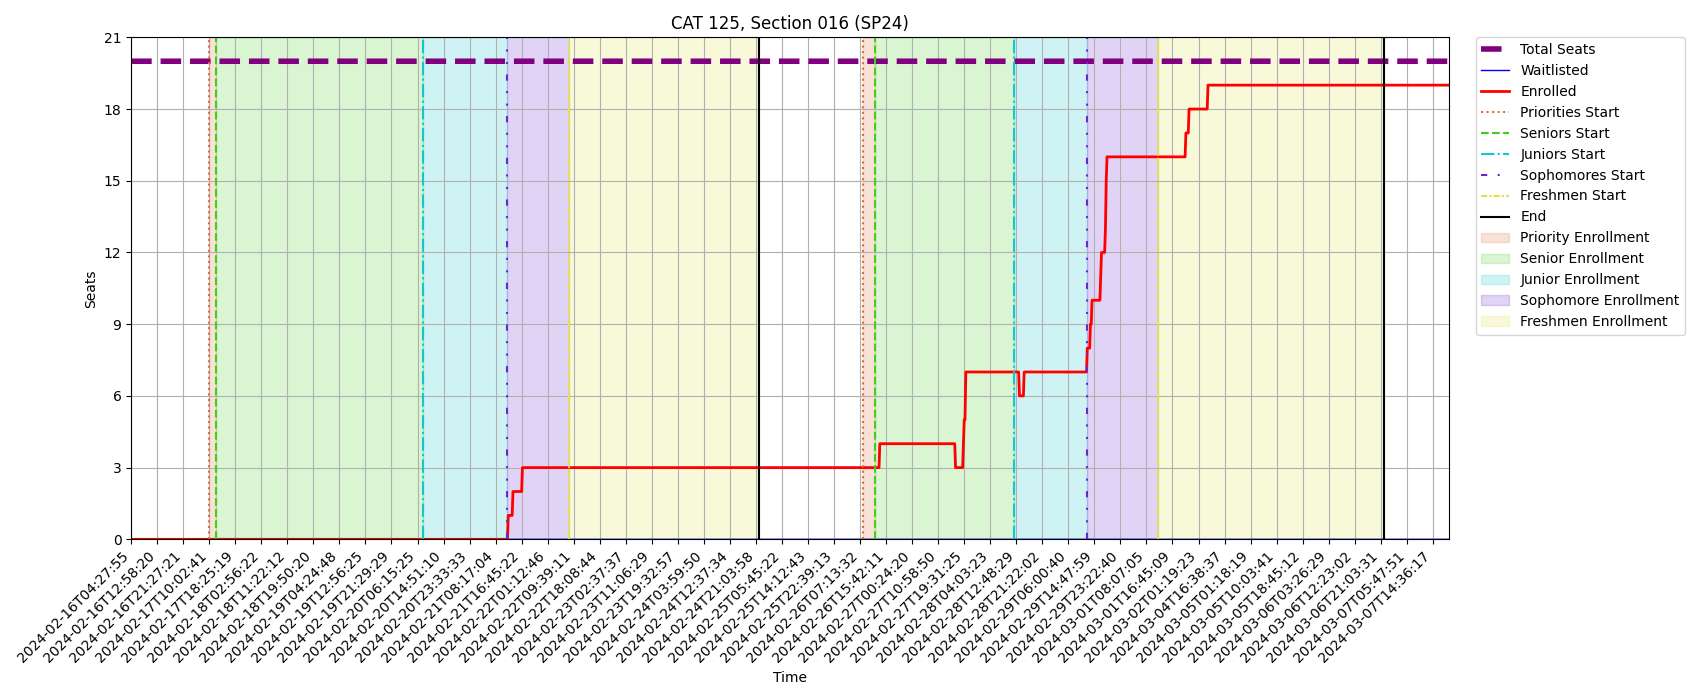 CAT 125, Section 016 (SP24)
21
18
15
12
9
6
3
0
Seats
2024-02-16T04:27:55
2024-02-16T12:58:20
2024-02-16T21:27:21
2024-02-17T10:02:41
2024-02-17T18:25:19
2024-02-18T02:56:22
2024-02-18T11:22:12
2024-02-18T19:50:20
2024-02-19T04:24:48
2024-02-19T12:56:25
2024-02-19T21:29:29
2024-02-20T06:15:25
2024-02-20T14:51:10
2024-02-20T23:33:33
2024-02-21T08:17:04
2024-02-21T16:45:22
2024-02-22T01:12:46
2024-02-22T09:39:11
2024-02-22T18:08:44
2024-02-23T02:37:37
2024-02-23T11:06:29
2024-02-23T19:32:57
2024-02-24T03:59:50
2024-02-24T12:37:34
2024-02-24T21:03:58
2024-02-25T05:45:22
2024-02-25T14:12:43
2024-02-25T22:39:13
2024-02-26T07:13:32
2024-02-26T15:42:11
2024-02-27T00:24:20
2024-02-27T10:58:50
2024-02-27T19:31:25
2024-02-28T04:03:23
2024-02-28T12:48:29
2024-02-28T21:22:02
2024-02-29T06:00:40
2024-02-29T14:47:59
2024-02-29T23:22:40
2024-03-01T08:07:05
2024-03-01T16:45:09
2024-03-02T01:19:23
2024-03-04T16:38:37
2024-03-05T01:18:19
2024-03-05T10:03:41
2024-03-05T18:45:12
2024-03-06T03:26:29
2024-03-06T12:23:02
2024-03-06T21:03:31
2024-03-07T05:47:51
2024-03-07T14:36:17
Time
Total Seats
Waitlisted
Enrolled
Priorities Start
Seniors Start
Juniors Start
Sophomores Start
Freshmen Start
End
Priority Enrollment
Senior Enrollment
Junior Enrollment
Sophomore Enrollment
Freshmen Enrollment